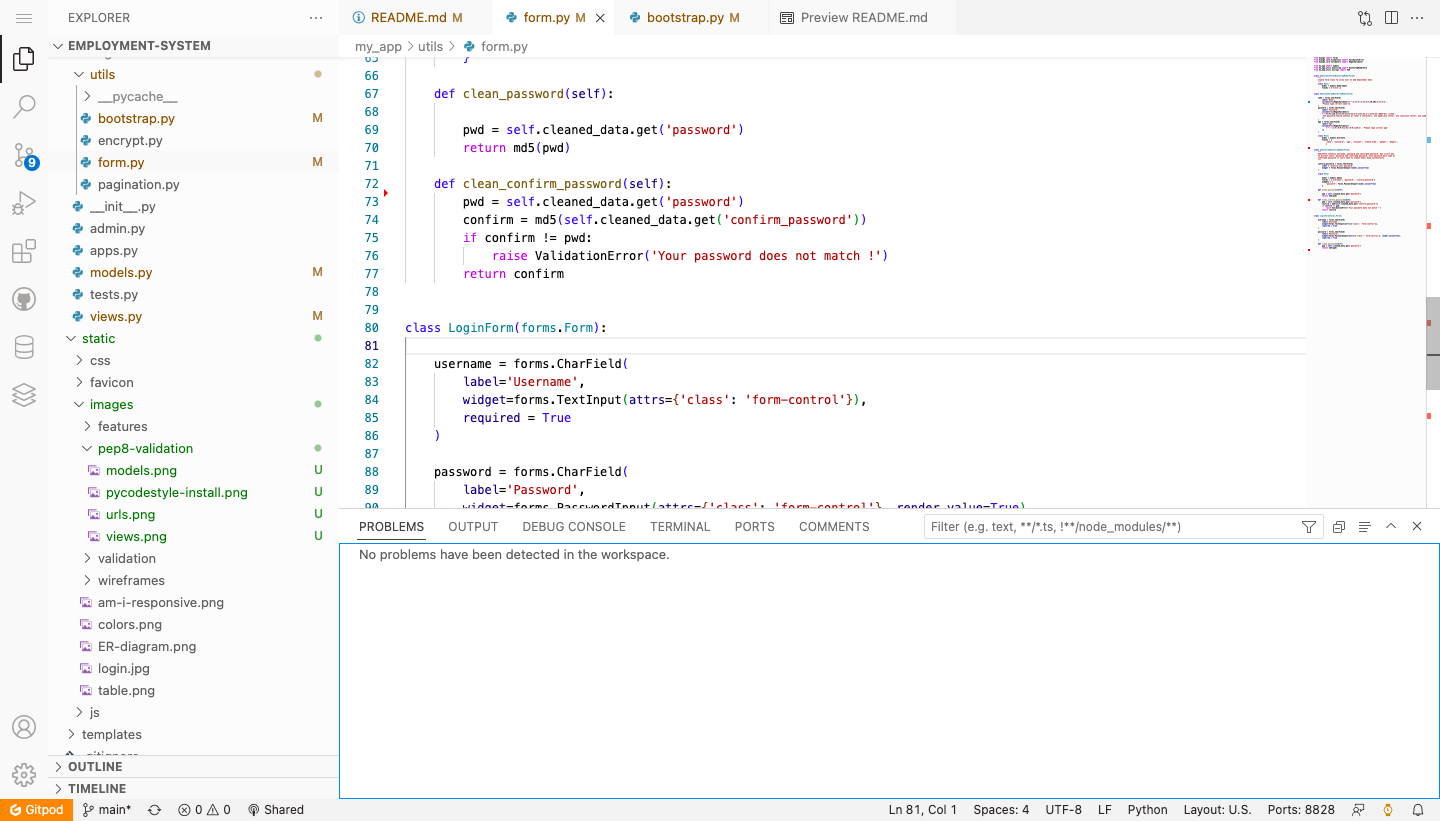 EXPLORER
EMPLOYMENT-SYSTEM
utils
__pycache__
bootstrap.py M
encrypt.py
form.py M
pagination.py
__init__.py
admin.py
apps.py
models.py M
tests.py
views.py M
static
css
favicon
images
features
pep8-validation
models.png U
pycodestyle-install.png U
urls.png U
views.png U
validation
wireframes
am-i-responsive.png
colors.png
ER-diagram.png
login.jpg
table.png
js
templates
.gitignore
OUTLINE
TIMELINE
9
README.md M
form.py M
bootstrap.py M
Preview README.md
my_app > utils > form.py
65 }
66
67 def clean_password(self):
68
69 pwd = self.cleaned_data.get('password')
70 return md5(pwd)
71
72 def clean_confirm_password(self):
73 pwd = self.cleaned_data.get('password')
74 confirm = md5(self.cleaned_data.get('confirm_password'))
75 if confirm != pwd:
76 raise ValidationError('Your password does not match !')
77 return confirm
78
79
80 class LoginForm(forms.Form):
81
82 username = forms.CharField(
83 label='Username',
84 widget=forms.TextInput(attrs={'class': 'form-control'}),
85 required = True
86 )
87
88 password = forms.CharField(
89 label='Password',
90 widget=forms.PasswordInput(attrs={'class': 'form-control'}, render_value=True)
PROBLEMS OUTPUT DEBUG CONSOLE TERMINAL PORTS COMMENTS
Filter (e.g. text, **/*.ts, !**/node_modules/**)
No problems have been detected in the workspace.
Gitpod main* 0 0 Shared
Ln 81, Col 1 Spaces: 4 UTF-8 LF Python Layout: U.S. Ports: 8828